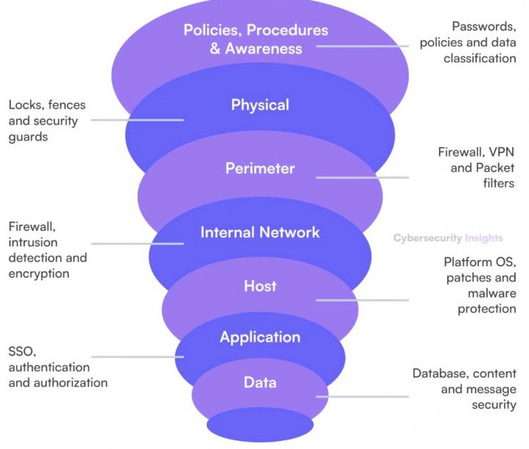 Policies, Procedures
& Awareness
Passwords,
policies and data
classification
Physical
Locks, fences
and security
guards
Perimeter
Firewall, VPN
and Packet
filters
Internal Network
Firewall,
intrusion
detection and
encryption
Cybersecurity Insights
Host
Platform OS,
patches and
malware
protection
Application
SSO,
authentication
and authorization
Data
Database, content
and message
security